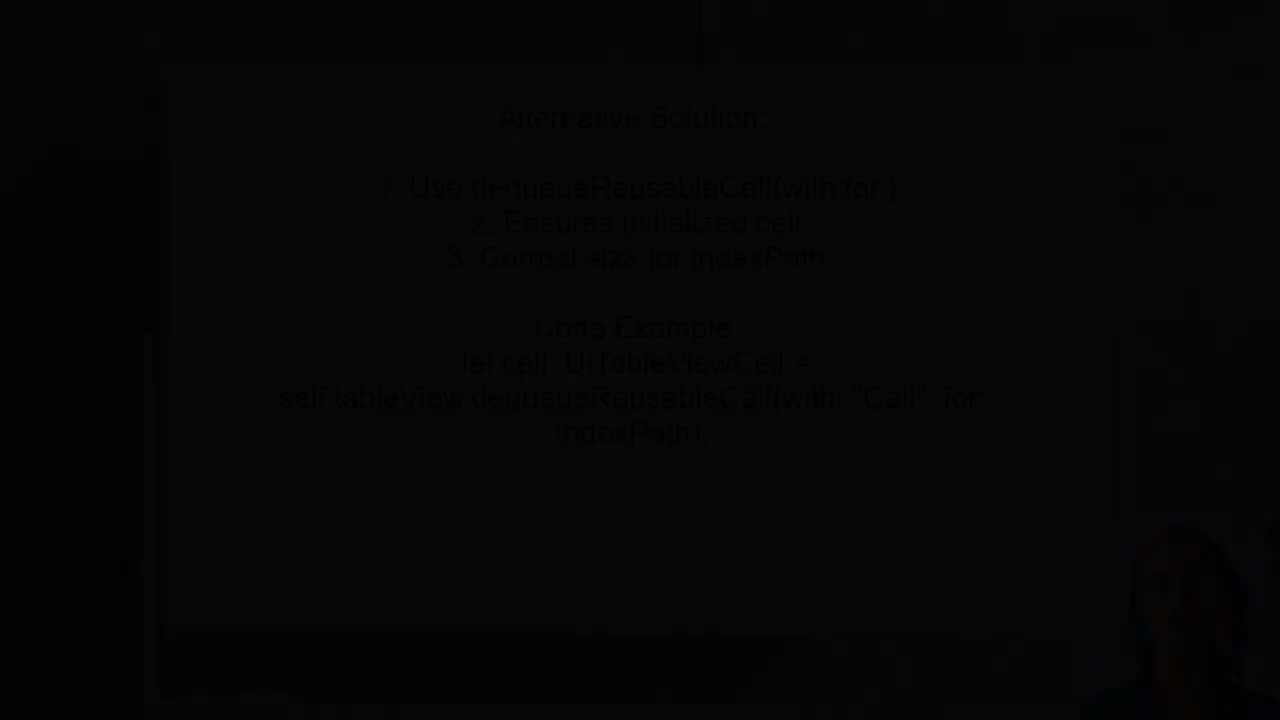 Alternative Solution:
1. Use dequeueReusableCell(with:for:)
2. Ensures initialized cell
3. Correct size for indexPath
Code Example
let cell: UITableViewCell =
self.tableView.dequeueReusableCell(with: "Cell", for:
indexPath);